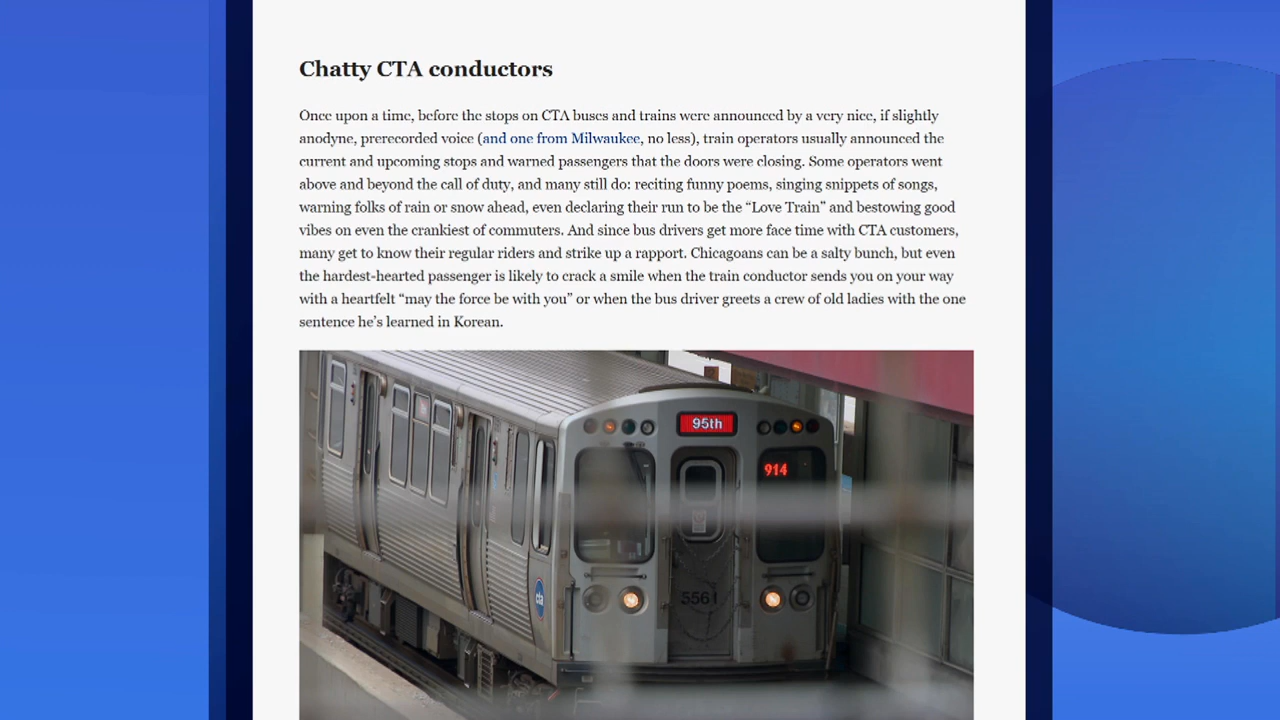 Chatty CTA conductors
Once upon a time, before the stops on CTA buses and trains were announced by a very nice, if slightly
anodyne, prerecorded voice (and one from Milwaukee, no less), train operators usually announced the
current and upcoming stops and warned passengers that the doors were closing. Some operators went
above and beyond the call of duty, and many still do: reciting funny poems, singing snippets of songs,
warning folks of rain or snow ahead, even declaring their run to be the “Love Train” and bestowing good
vibes on even the crankiest of commuters. And since bus drivers get more face time with CTA customers,
many get to know their regular riders and strike up a rapport. Chicagoans can be a salty bunch, but even
the hardest-hearted passenger is likely to crack a smile when the train conductor sends you on your way
with a heartfelt “may the force be with you” or when the bus driver greets a crew of old ladies with the one
sentence he’s learned in Korean.
95th
914
5561
cta